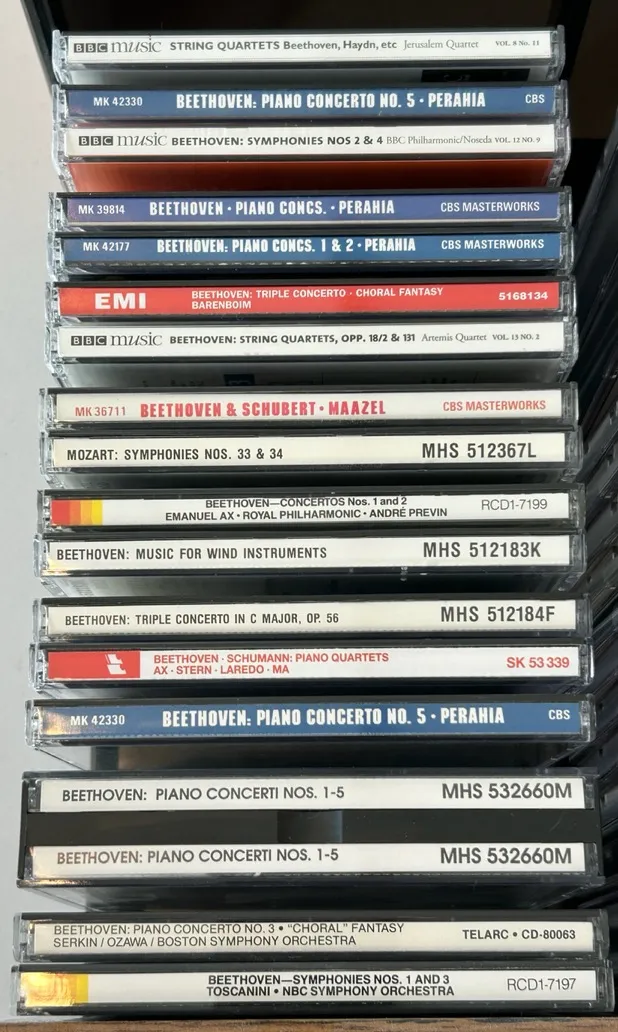 BBC music STRING QUARTETS Beethoven, Haydn, etc Jerusalem Quartet VOL. 8 No. 11
MK 42330 BEETHOVEN: PIANO CONCERTO NO. 5 • PERAHIA CBS
BBC music BEETHOVEN: SYMPHONIES NOS 2 & 4 BBC Philharmonic/Noseda VOL. 12 NO. 9
MK 39814 BEETHOVEN • PIANO CONCS. • PERAHIA CBS MASTERWORKS
MK 42177 BEETHOVEN: PIANO CONCS. 1 & 2 • PERAHIA CBS MASTERWORKS
EMI BEETHOVEN: TRIPLE CONCERTO · CHORAL FANTASY 5168134
BARENBOIM
BBC music BEETHOVEN: STRING QUARTETS, OPP. 18/2 & 131 Artemis Quartet VOL. 13 NO. 2
MK 36711 BEETHOVEN & SCHUBERT • MAAZEL CBS MASTERWORKS
MOZART: SYMPHONIES NOS. 33 & 34 MHS 512367L
BEETHOVEN—CONCERTOS Nos. 1 and 2 RCD1-7199
EMANUEL AX • ROYAL PHILHARMONIC • ANDRÉ PREVIN
BEETHOVEN: MUSIC FOR WIND INSTRUMENTS MHS 512183K
BEETHOVEN: TRIPLE CONCERTO IN C MAJOR, OP. 56 MHS 512184F
BEETHOVEN · SCHUMANN: PIANO QUARTETS SK 53 339
AX · STERN · LAREDO · MA
MK 42330 BEETHOVEN: PIANO CONCERTO NO. 5 • PERAHIA CBS
BEETHOVEN: PIANO CONCERTI NOS. 1-5 MHS 532660M
BEETHOVEN: PIANO CONCERTI NOS. 1-5 MHS 532660M
BEETHOVEN: PIANO CONCERTO NO. 3 • "CHORAL" FANTASY TELARC • CD-80063
SERKIN / OZAWA / BOSTON SYMPHONY ORCHESTRA
BEETHOVEN—SYMPHONIES NOS. 1 AND 3 RCD1-7197
TOSCANINI • NBC SYMPHONY ORCHESTRA